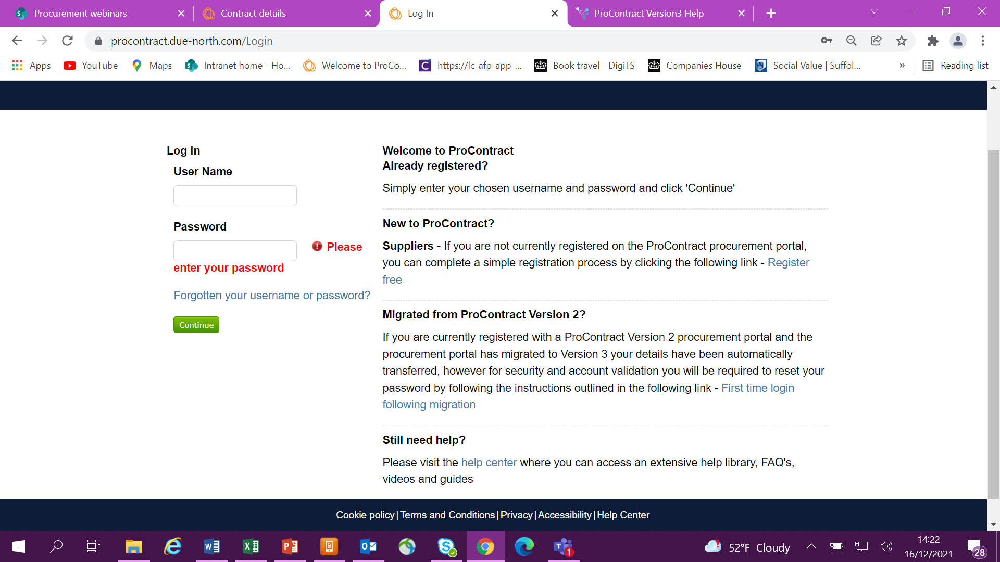 Procurement webinars
Contract details
Log In
ProContract Version3 Help
procontract.due-north.com/Login
Apps
YouTube
Maps
Intranet home - Ho...
Welcome to ProCo...
https://lc-afp-app-...
Book travel - DigiTS
Companies House
Social Value | Suffol...
»
Reading list
Log In
User Name
Password
Please
enter your password
Forgotten your username or password?
Continue
Welcome to ProContract
Already registered?
Simply enter your chosen username and password and click 'Continue'
New to ProContract?
Suppliers - If you are not currently registered on the ProContract procurement portal,
you can complete a simple registration process by clicking the following link - Register
free
Migrated from ProContract Version 2?
If you are currently registered with a ProContract Version 2 procurement portal and the
procurement portal has migrated to Version 3 your details have been automatically
transferred, however for security and account validation you will be required to reset your
password by following the instructions outlined in the following link - First time login
following migration
Still need help?
Please visit the help center where you can access an extensive help library, FAQ's,
videos and guides
Cookie policy | Terms and Conditions | Privacy | Accessibility | Help Center
52°F Cloudy
14:22
16/12/2021
28